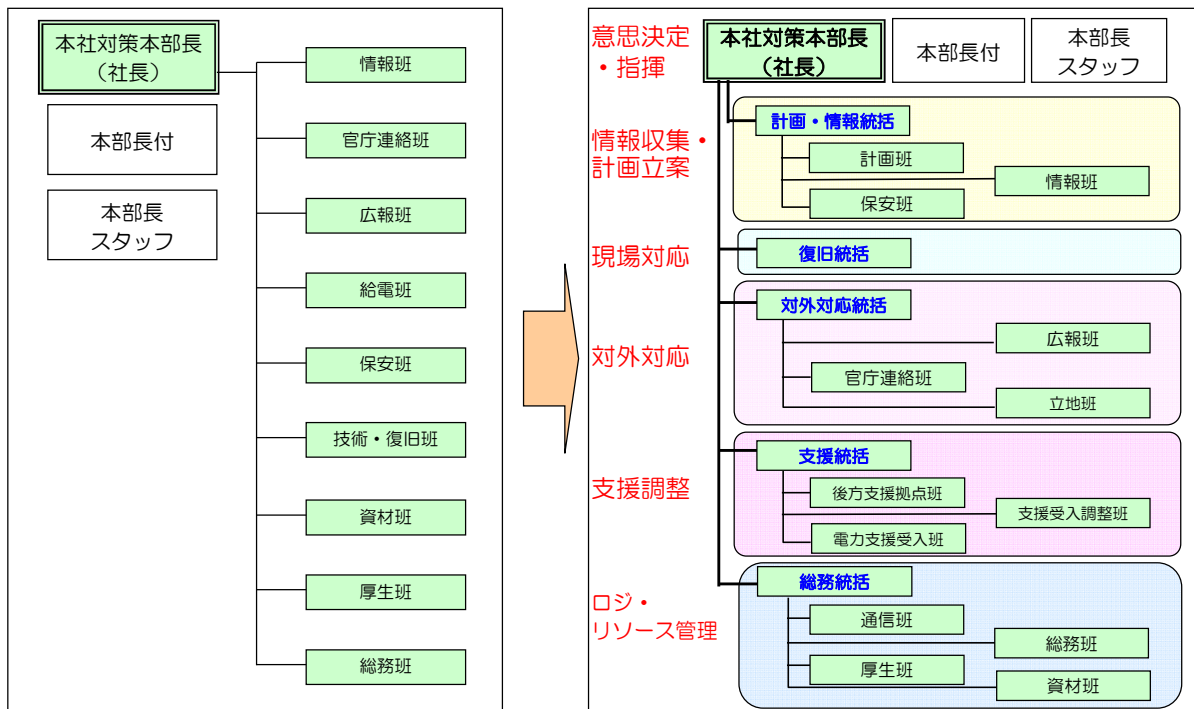 本社対策本部長
（社長）
本部長付
本部長
スタッフ
情報班
官庁連絡班
広報班
給電班
保安班
技術・復旧班
資材班
厚生班
総務班
意思決定
・指揮
本社対策本部長
（社長）
本部長付
本部長
スタッフ
情報収集・
計画立案
計画・情報統括
計画班
情報班
保安班
現場対応
復旧統括
対外対応
対外対応統括
広報班
官庁連絡班
立地班
支援調整
支援統括
後方支援拠点班
支援受入調整班
電力支援受入班
ロジ・
リソース管理
総務統括
通信班
総務班
厚生班
資材班